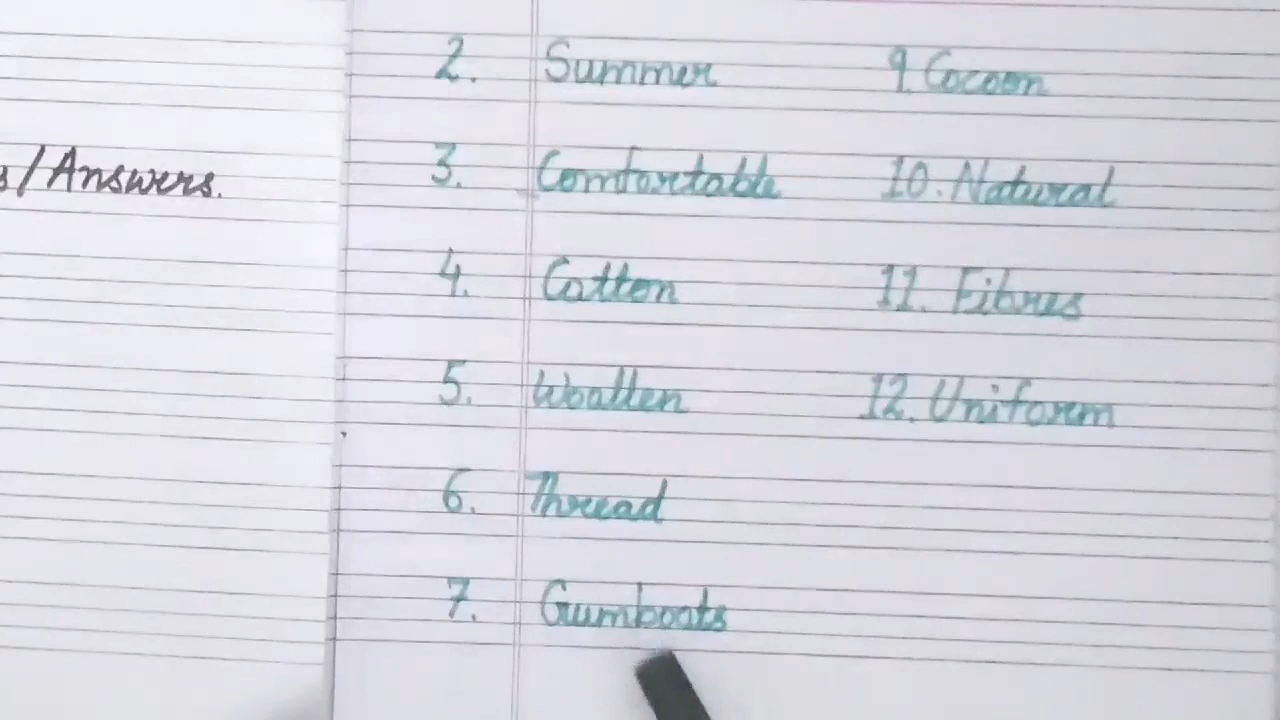 s/Answers.
2. Summer
3. Comfortable
4. Cotton
5. Woollen
6. Thread
7. Gumboots
9. Cocoon
10. Natural
11. Fibres
12. Uniform